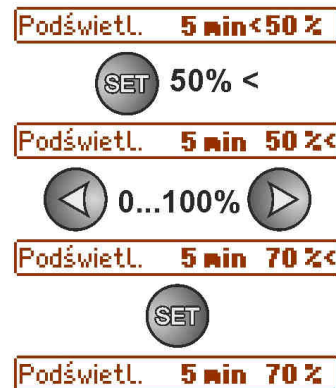 Podświetl. 5 min<50 %
SET 50% <
Podświetl. 5 min 50 %<
0...100%
Podświetl. 5 min 70 %<
SET
Podświetl. 5 min 70 %